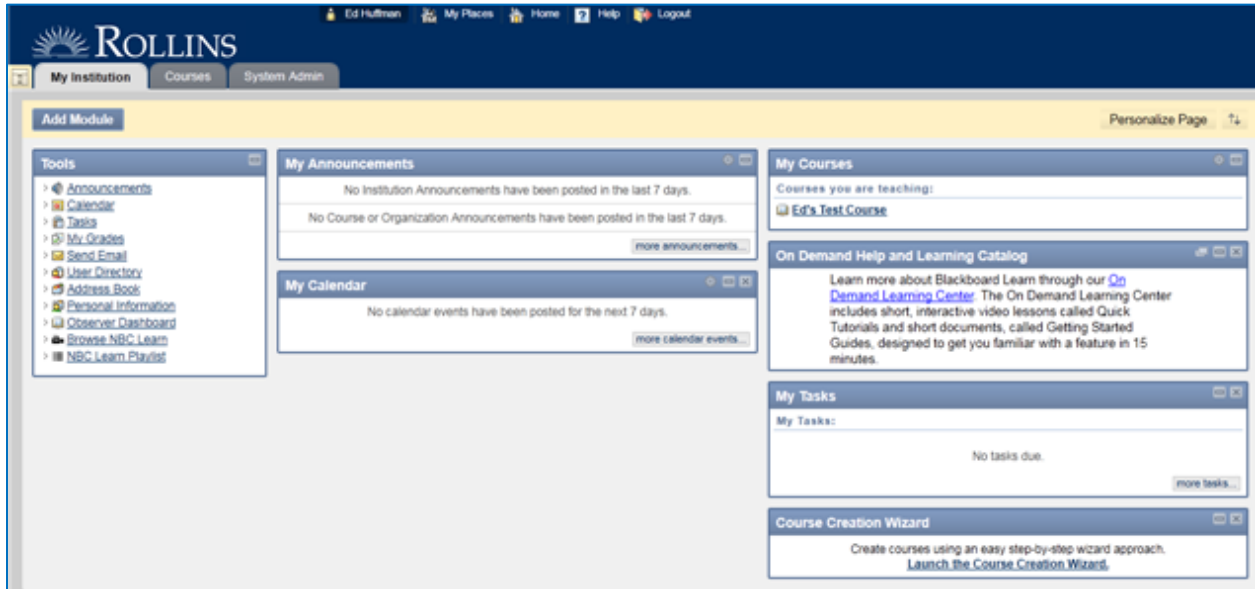 Ed Huffman My Places Home Help Logout
ROLLINS
My Institution Courses System Admin
Add Module
Personalize Page
Tools
Announcements
Calendar
Tasks
My Grades
Send Email
User Directory
Address Book
Personal Information
Observer Dashboard
Browse NBC Learn
NBC Learn Playlist
My Announcements
No Institution Announcements have been posted in the last 7 days.
No Course or Organization Announcements have been posted in the last 7 days.
more announcements...
My Calendar
No calendar events have been posted for the next 7 days.
more calendar events...
My Courses
Courses you are teaching:
Ed's Test Course
On Demand Help and Learning Catalog
Learn more about Blackboard Learn through our On
Demand Learning Center. The On Demand Learning Center
includes short, interactive video lessons called Quick
Tutorials and short documents, called Getting Started
Guides, designed to get you familiar with a feature in 15
minutes.
My Tasks
My Tasks:
No tasks due.
more tasks...
Course Creation Wizard
Create courses using an easy step-by-step wizard approach.
Launch the Course Creation Wizard.